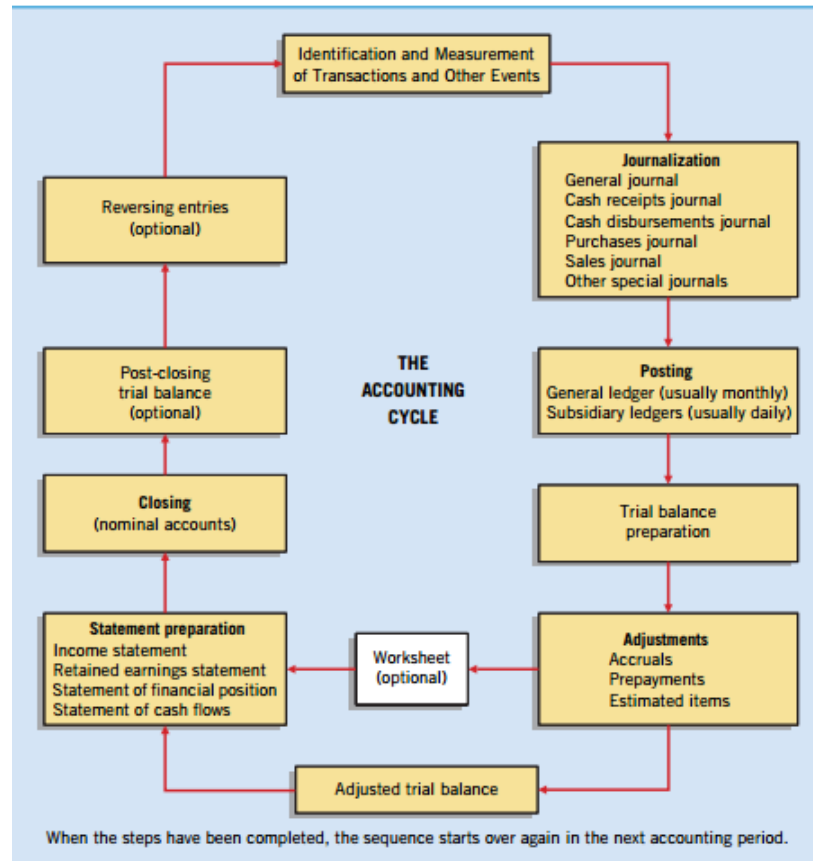 Identification and Measurement
of Transactions and Other Events
Journalization
General journal
Cash receipts journal
Cash disbursements journal
Purchases journal
Sales journal
Other special journals
Posting
General ledger (usually monthly)
Subsidiary ledgers (usually daily)
Trial balance
preparation
Adjustments
Accruals
Prepayments
Estimated items
Adjusted trial balance
Worksheet
(optional)
Statement preparation
Income statement
Retained earnings statement
Statement of financial position
Statement of cash flows
Closing
(nominal accounts)
Post-closing
trial balance
(optional)
Reversing entries
(optional)
THE
ACCOUNTING
CYCLE
When the steps have been completed, the sequence starts over again in the next accounting period.